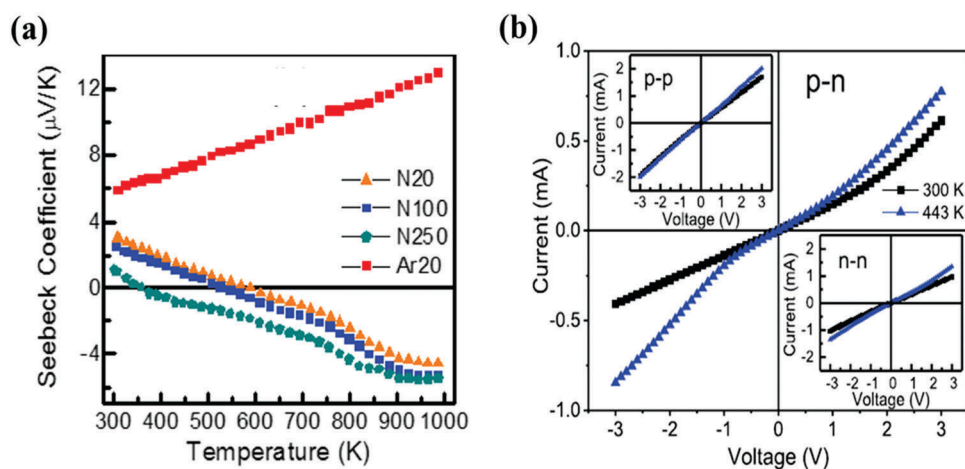 (a)
Seebeck Coefficient (μV/K)
12
8
4
0
-4
N20
N100
N250
Ar20
300 400 500 600 700 800 900 1000
Temperature (K)
(b)
Current (mA)
1.0
0.5
0.0
-0.5
-1.0
p-n
300 K
443 K
-3 -2 -1 0 1 2 3
Voltage (V)
p-p
Current (mA)
2
1
0
-1
-2
-3 -2 -1 0 1 2 3
Voltage (V)
n-n
Current (mA)
2
1
0
-1
-2
-3 -2 -1 0 1 2 3
Voltage (V)